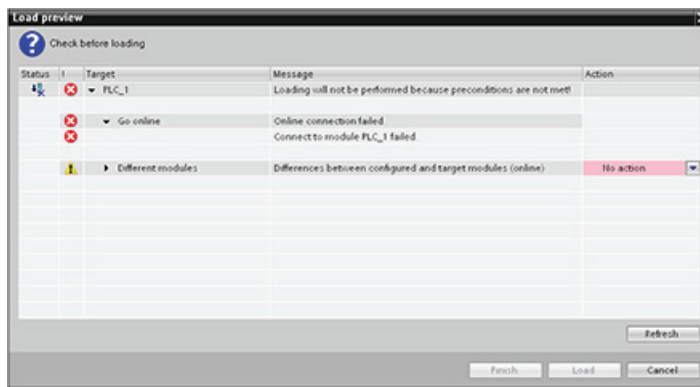 Load preview
Check before loading
Status ! Target Message Action
PLC_1 Loading will not be performed because preconditions are not met!
Go online Online connection failed.
Connect to module PLC_1 failed.
Different modules Differences between configured and target modules (online) No action
Refresh
Finish Load Cancel